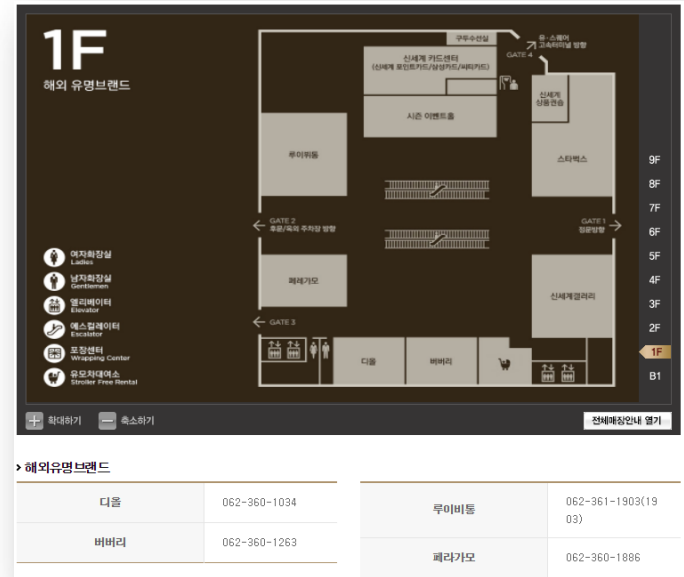 1F
해외 유명브랜드
구두수선실
유·스퀘어
고속터미널 방향
GATE 4
신세계 카드센터
(신세계 포인트카드/삼성카드/씨티카드)
신세계
상품권숍
시즌 이벤트홀
루이뷔통
스타벅스
GATE 2
후문/옥외 주차장 방향
GATE 1
정문방향
페레가모
신세계갤러리
GATE 3
디올
버버리
여자화장실
Ladies
남자화장실
Gentlemen
엘리베이터
Elevator
에스컬레이터
Escalator
포장센터
Wrapping Center
유모차대여소
Stroller Free Rental
9F
8F
7F
6F
5F
4F
3F
2F
1F
B1
확대하기
축소하기
전체매장안내 열기
해외유명브랜드
디올 062-360-1034
버버리 062-360-1263
루이비통 062-361-1903(19
03)
페라가모 062-360-1886